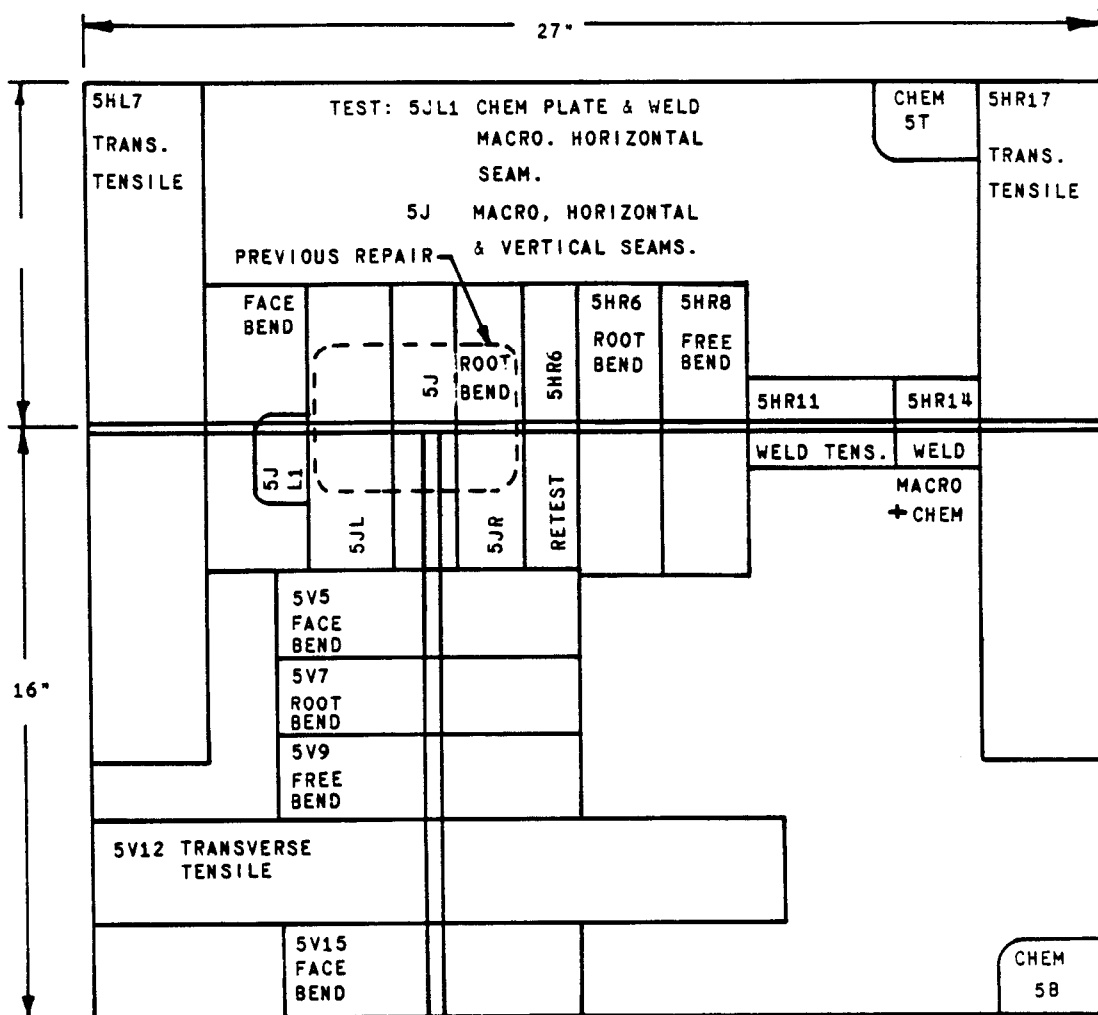 27"
5HL7
TRANS.
TENSILE
TEST: 5JL1 CHEM PLATE & WELD
MACRO. HORIZONTAL
SEAM.
5J MACRO, HORIZONTAL
& VERTICAL SEAMS.
CHEM
5T
5HR17
TRANS.
TENSILE
PREVIOUS REPAIR
FACE
BEND
5J
ROOT
BEND
5HR6
5HR6
ROOT
BEND
5HR8
FREE
BEND
5HR11
5HR14
WELD TENS.
WELD
MACRO
+ CHEM
5J
L1
5JL
5JR
RETEST
16"
5V5
FACE
BEND
5V7
ROOT
BEND
5V9
FREE
BEND
5V12 TRANSVERSE
TENSILE
5V15
FACE
BEND
CHEM
5B